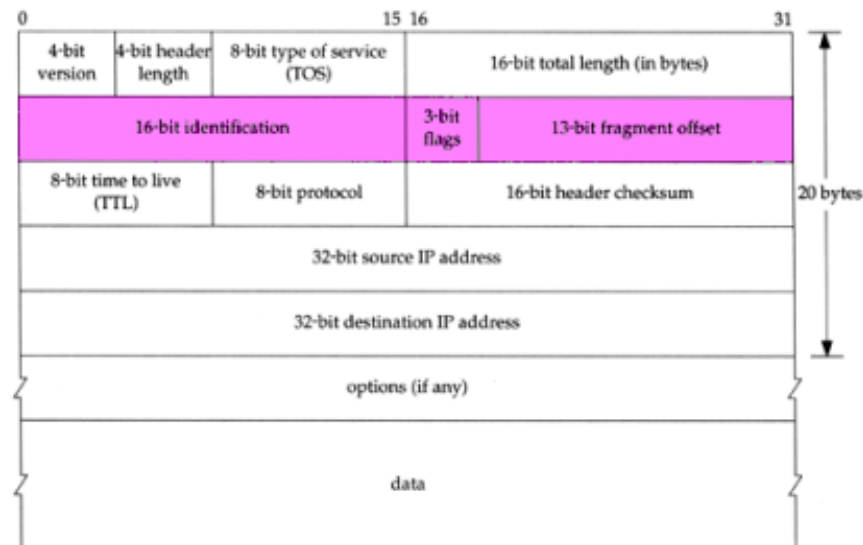 0 15 16 31
4-bit version 4-bit header length 8-bit type of service (TOS) 16-bit total length (in bytes)
16-bit identification 3-bit flags 13-bit fragment offset
8-bit time to live (TTL) 8-bit protocol 16-bit header checksum
20 bytes
32-bit source IP address
32-bit destination IP address
options (if any)
data